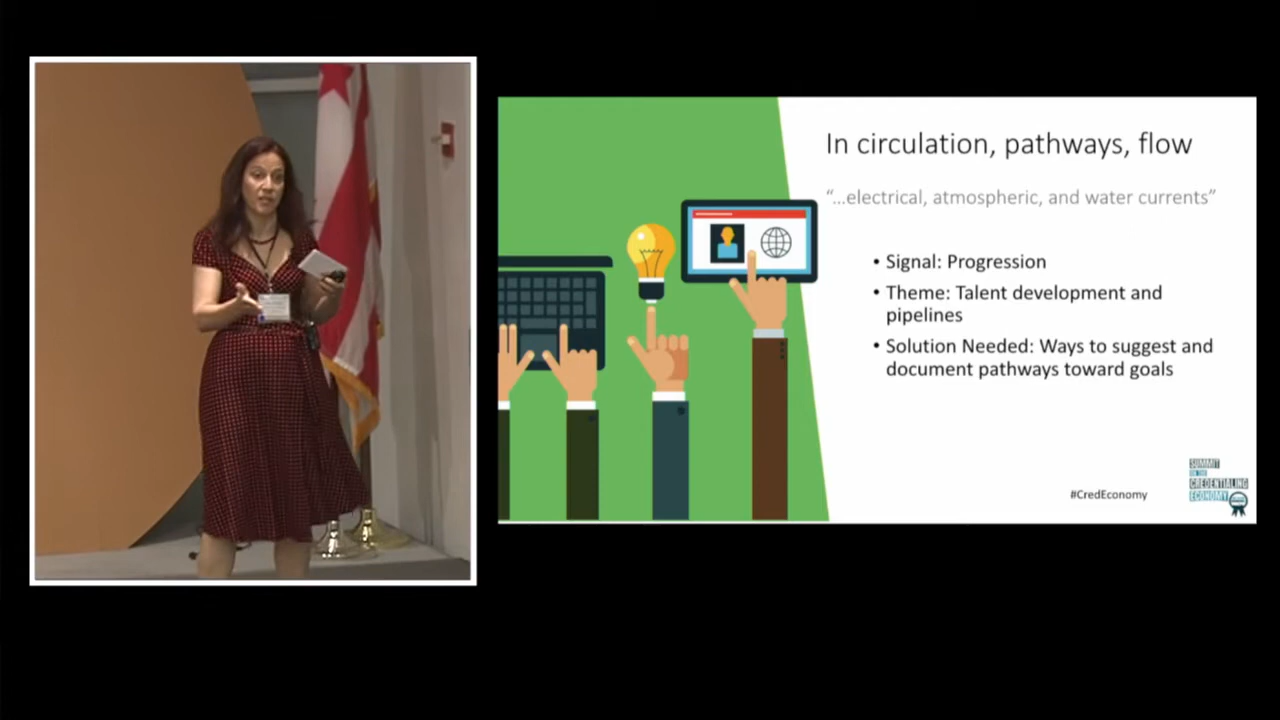 In circulation, pathways, flow
“...electrical, atmospheric, and water currents”
• Signal: Progression
• Theme: Talent development and
pipelines
• Solution Needed: Ways to suggest and
document pathways toward goals
#CredEconomy
SUMMIT
ON THE
CREDENTIALING
ECONOMY